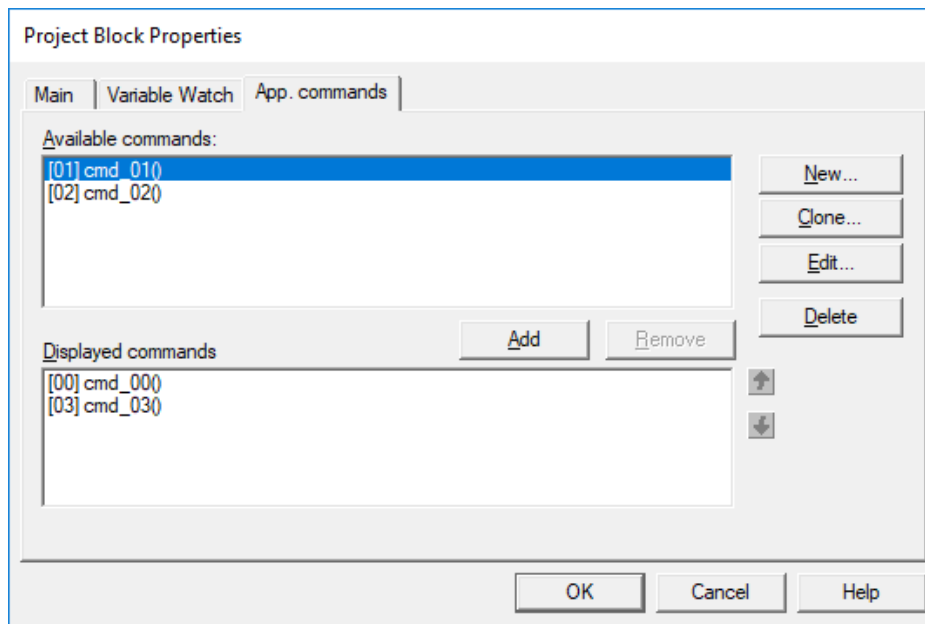 Project Block Properties
Main Variable Watch App. commands
Available commands:
[01] cmd_01()
[02] cmd_02()
New...
Clone...
Edit...
Delete
Add Remove
Displayed commands
[00] cmd_00()
[03] cmd_03()
OK Cancel Help